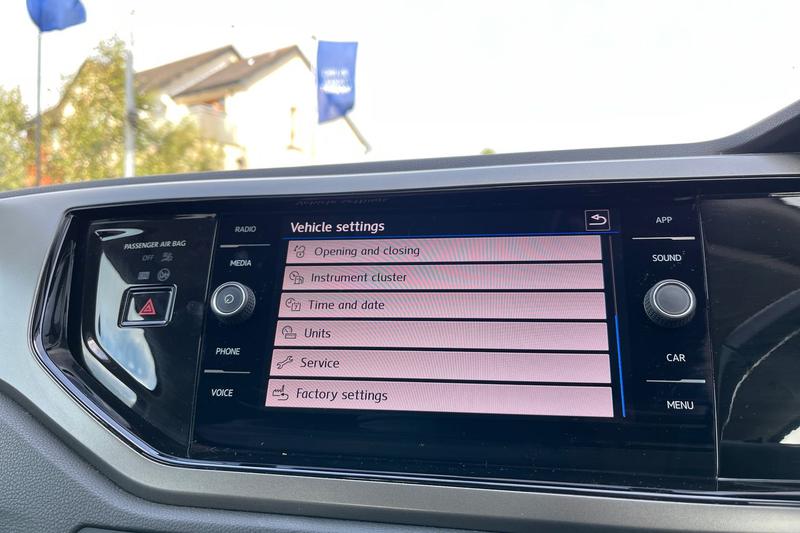 PASSENGER AIR BAG
OFF
RADIO
MEDIA
PHONE
VOICE
Vehicle settings
Opening and closing
Instrument cluster
Time and date
Units
Service
Factory settings
APP
SOUND
CAR
MENU